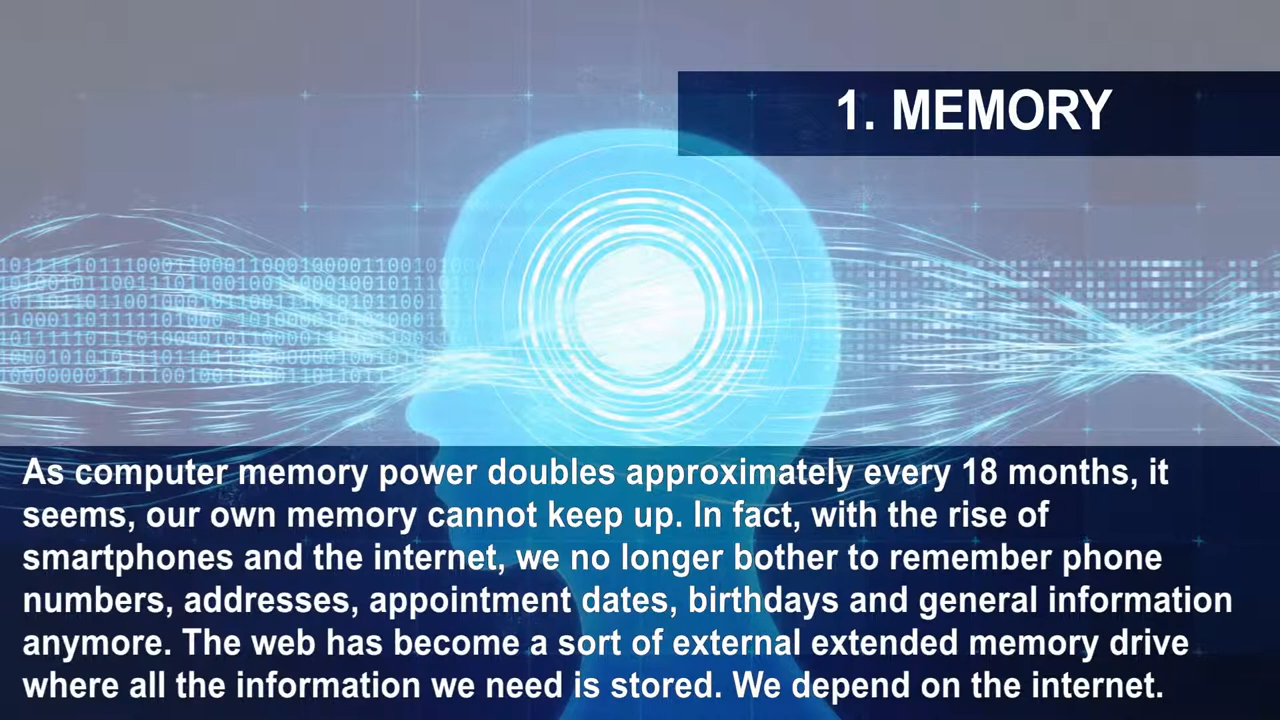 1. MEMORY
As computer memory power doubles approximately every 18 months, it
seems, our own memory cannot keep up. In fact, with the rise of
smartphones and the internet, we no longer bother to remember phone
numbers, addresses, appointment dates, birthdays and general information
anymore. The web has become a sort of external extended memory drive
where all the information we need is stored. We depend on the internet.